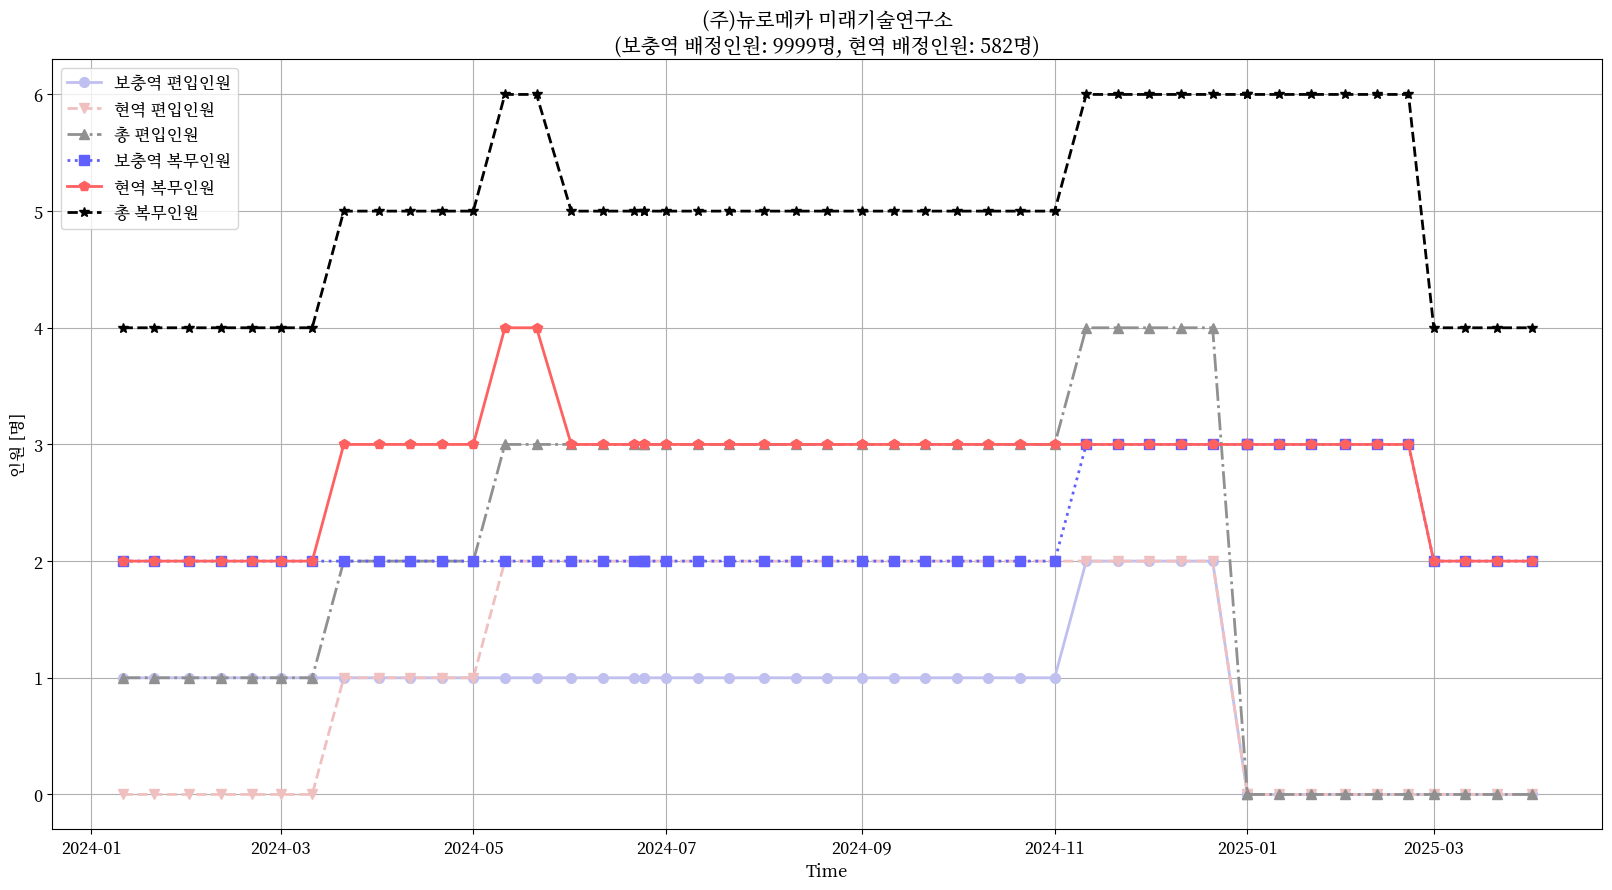 (주)뉴로메카 미래기술연구소
(보충역 배정인원: 9999명, 현역 배정인원: 582명)
보충역 편입인원
현역 편입인원
총 편입인원
보충역 복무인원
현역 복무인원
총 복무인원
인원 [명]
6
5
4
3
2
1
0
2024-01 2024-03 2024-05 2024-07 2024-09 2024-11 2025-01 2025-03
Time